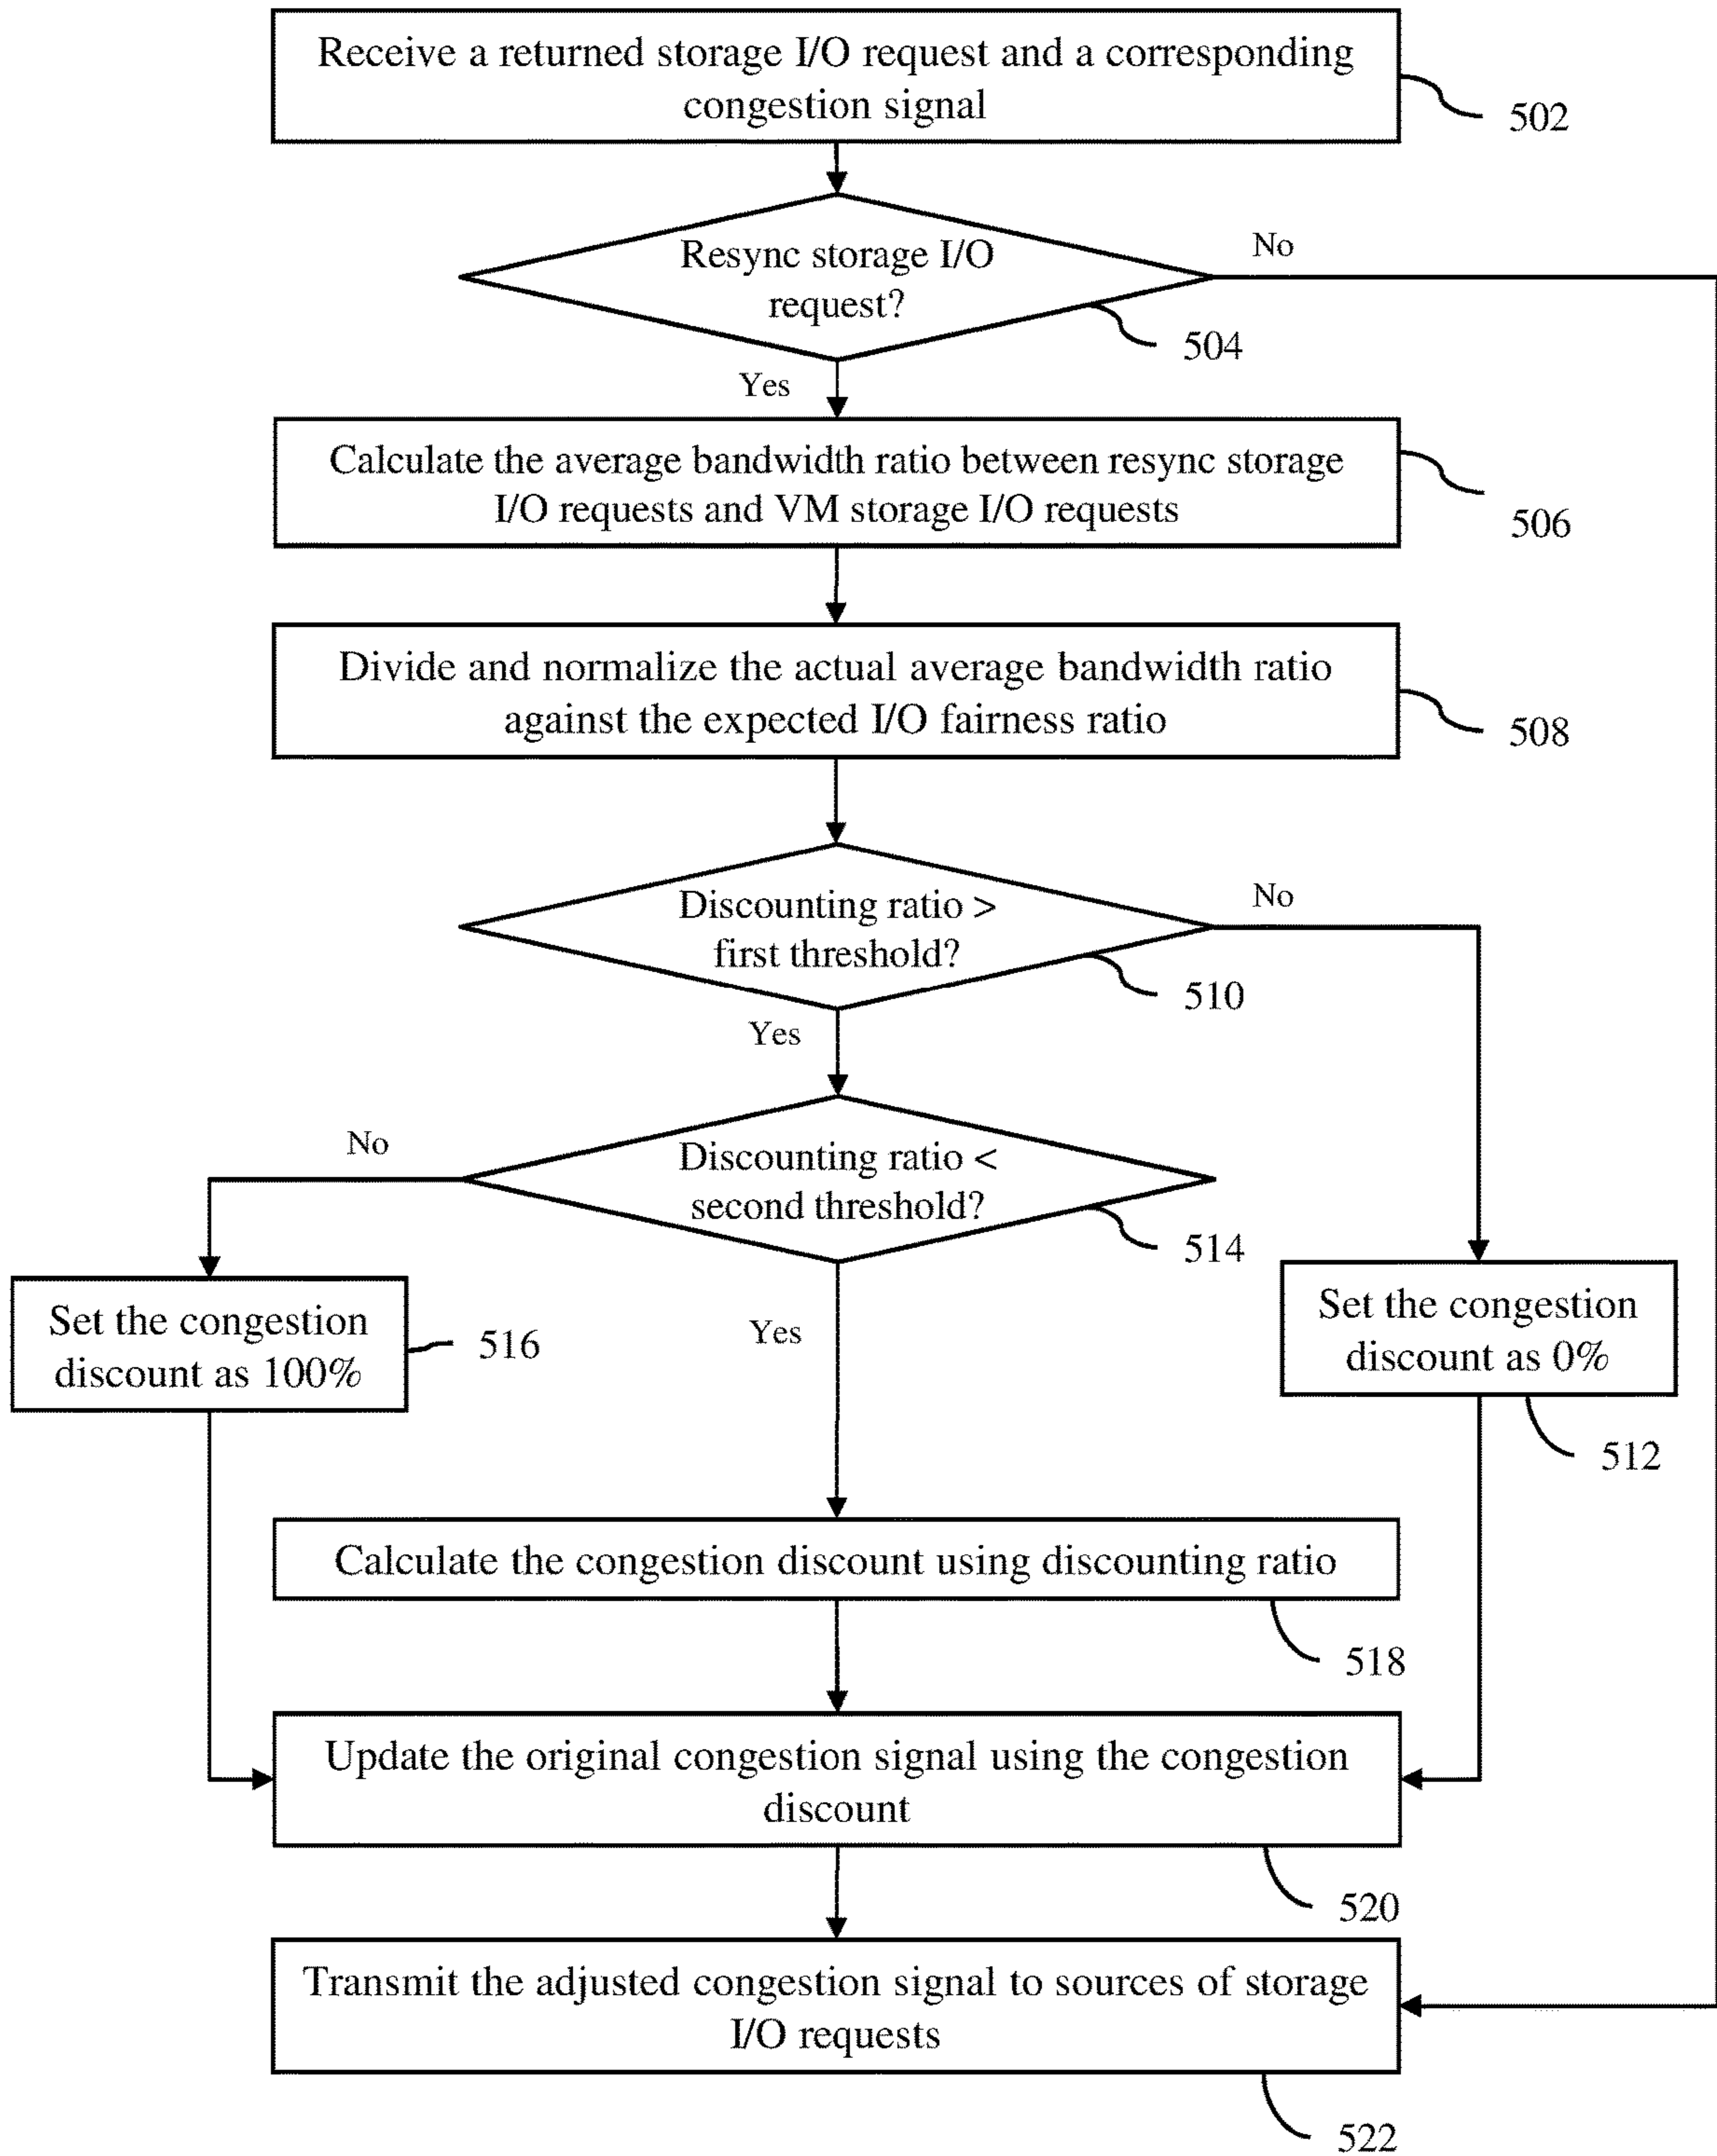 Receive a returned storage I/O request and a corresponding
congestion signal
502
Resync storage I/O
request?
No
504
Yes
Calculate the average bandwidth ratio between resync storage
I/O requests and VM storage I/O requests
506
Divide and normalize the actual average bandwidth ratio
against the expected I/O fairness ratio
508
Discounting ratio >
first threshold?
No
510
Yes
Discounting ratio <
second threshold?
No
514
Set the congestion
discount as 100%
516
Yes
Set the congestion
discount as 0%
512
Calculate the congestion discount using discounting ratio
518
Update the original congestion signal using the congestion
discount
520
Transmit the adjusted congestion signal to sources of storage
I/O requests
522